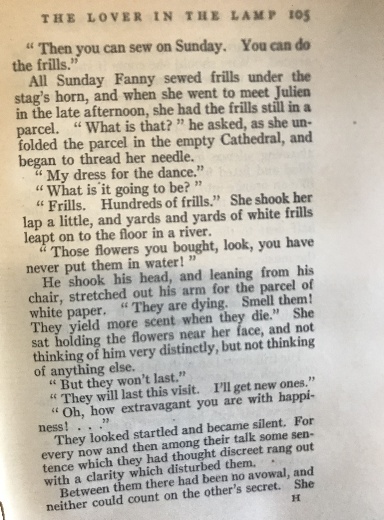 THE LOVER IN THE LAMP 105
“ Then you can sew on Sunday. You can do
the frills.”
All Sunday Fanny sewed frills under the
stag’s horn, and when she went to meet Julien
in the late afternoon, she had the frills still in a
parcel. “ What is that? ” he asked, as she un-
folded the parcel in the empty Cathedral, and
began to thread her needle.
“ My dress for the dance.”
“ What is it going to be? ”
“ Frills. Hundreds of frills.” She shook her
lap a little, and yards and yards of white frills
leapt on to the floor in a river.
“ Those flowers you bought, look, you have
never put them in water! ”
He shook his head, and leaning from his
chair, stretched out his arm for the parcel of
white paper. “ They are dying. Smell them!
They yield more scent when they die.” She
sat holding the flowers near her face, and not
thinking of him very distinctly, but not thinking
of anything else.
“ But they won’t last.”
“ They will last this visit. I’ll get new ones.”
“ Oh, how extravagant you are with happi-
ness! . . .”
They looked startled and became silent. For
every now and then among their talk some sen-
tence which they had thought discreet rang out
with a clarity which disturbed them.
Between them there had been no avowal, and
neither could count on the other’s secret. She
H